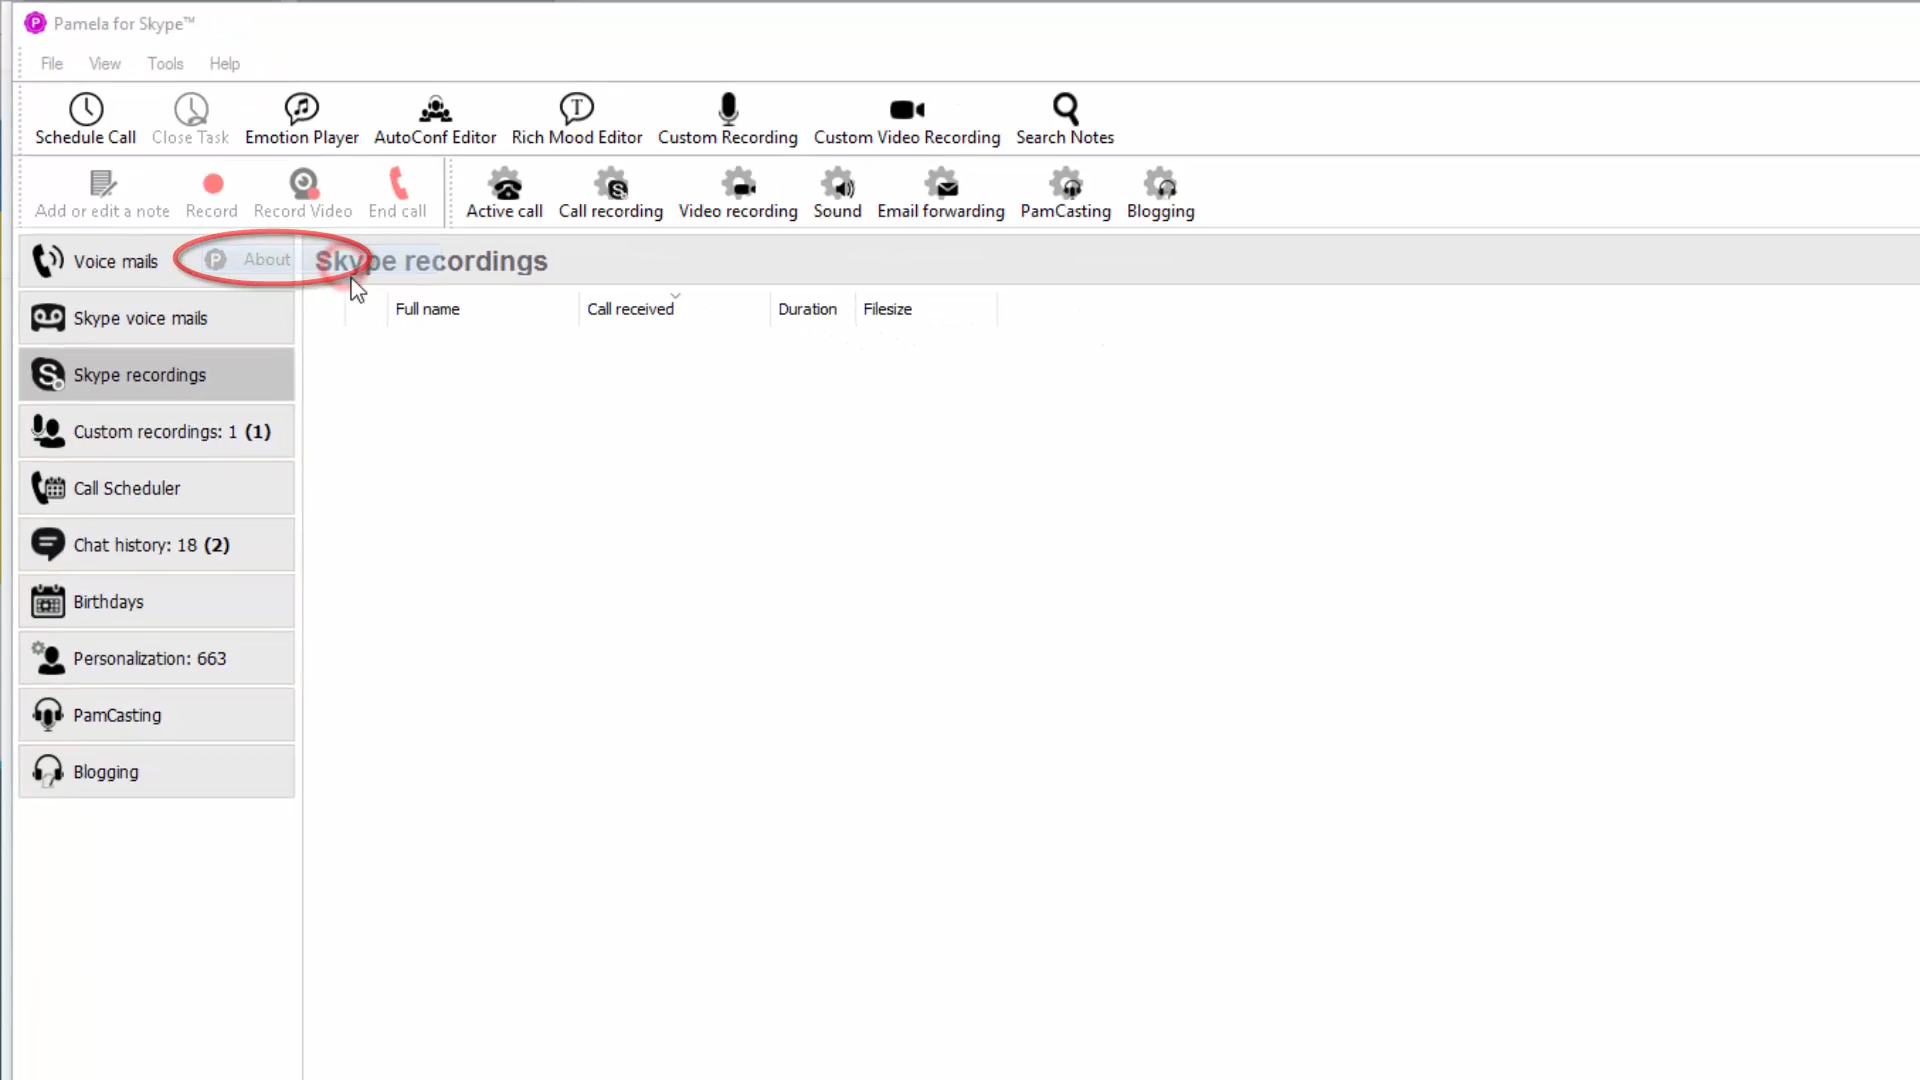 Pamela for Skype™
File View Tools Help
Schedule Call Close Task Emotion Player AutoConf Editor Rich Mood Editor Custom Recording Custom Video Recording Search Notes
Add or edit a note Record Record Video End call Active call Call recording Video recording Sound Email forwarding PamCasting Blogging
Voice mails About Skype recordings
Full name Call received Duration Filesize
Skype voice mails
Skype recordings
Custom recordings: 1 (1)
Call Scheduler
Chat history: 18 (2)
Birthdays
Personalization: 663
PamCasting
Blogging